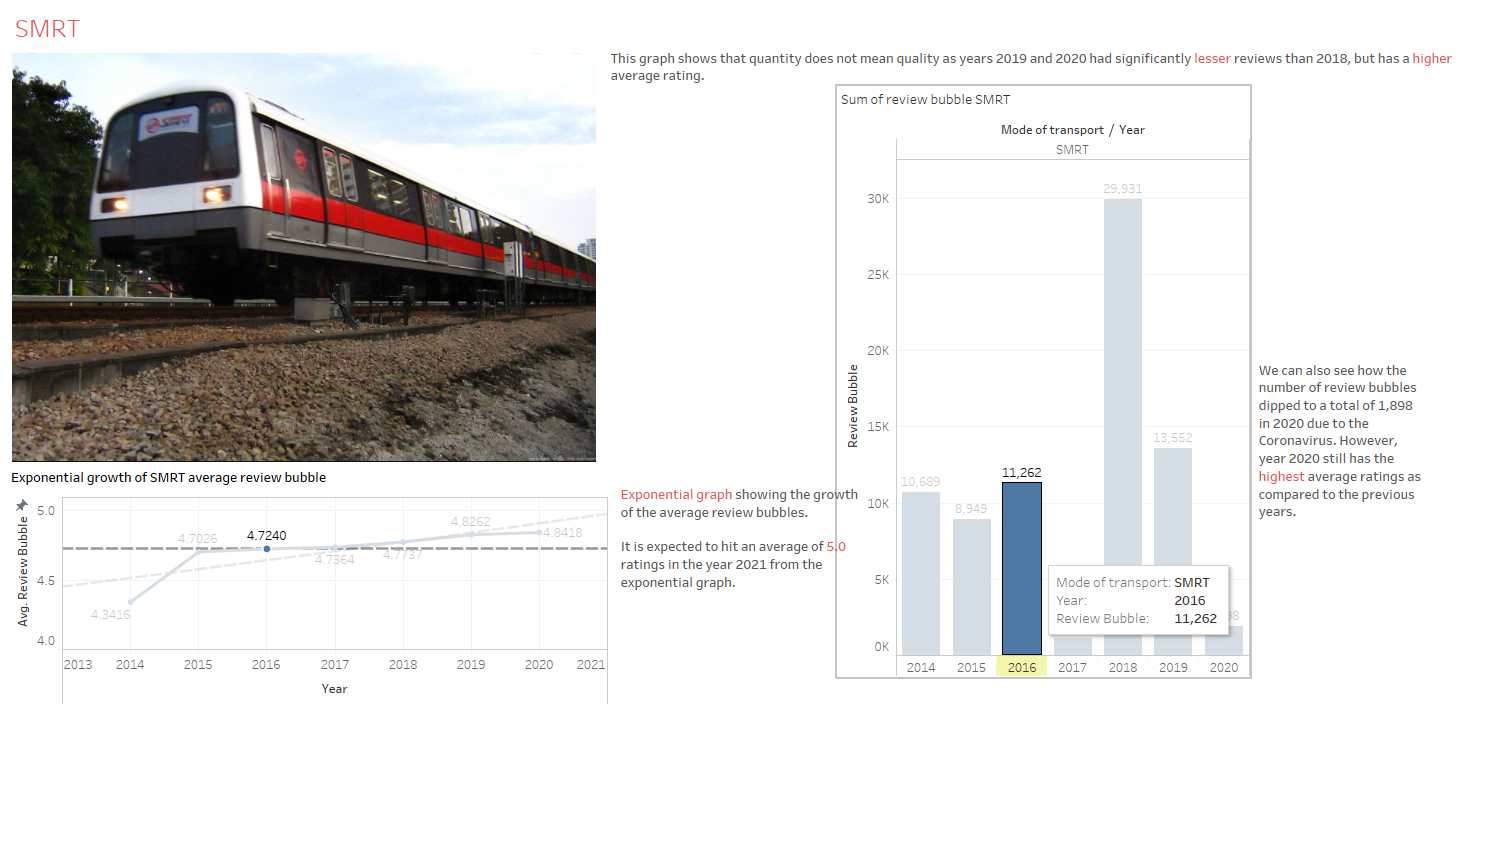 SMRT
This graph shows that quantity does not mean quality as years 2019 and 2020 had significantly lesser reviews than 2018, but has a higher
average rating.
Sum of review bubble SMRT
Mode of transport / Year
SMRT
Review Bubble
30K
25K
20K
15K
10K
5K
0K
10,689
8,949
11,262
29,931
13,552
98
Mode of transport: SMRT
Year: 2016
Review Bubble: 11,262
2014 2015 2016 2017 2018 2019 2020
We can also see how the
number of review bubbles
dipped to a total of 1,898
in 2020 due to the
Coronavirus. However,
year 2020 still has the
highest average ratings as
compared to the previous
years.
Exponential growth of SMRT average review bubble
Avg. Review Bubble
5.0
4.5
4.0
4.3416
4.7026
4.7240
4.7364
4.7737
4.8262
4.8418
2013 2014 2015 2016 2017 2018 2019 2020 2021
Year
Exponential graph showing the growth
of the average review bubbles.
It is expected to hit an average of 5.0
ratings in the year 2021 from the
exponential graph.